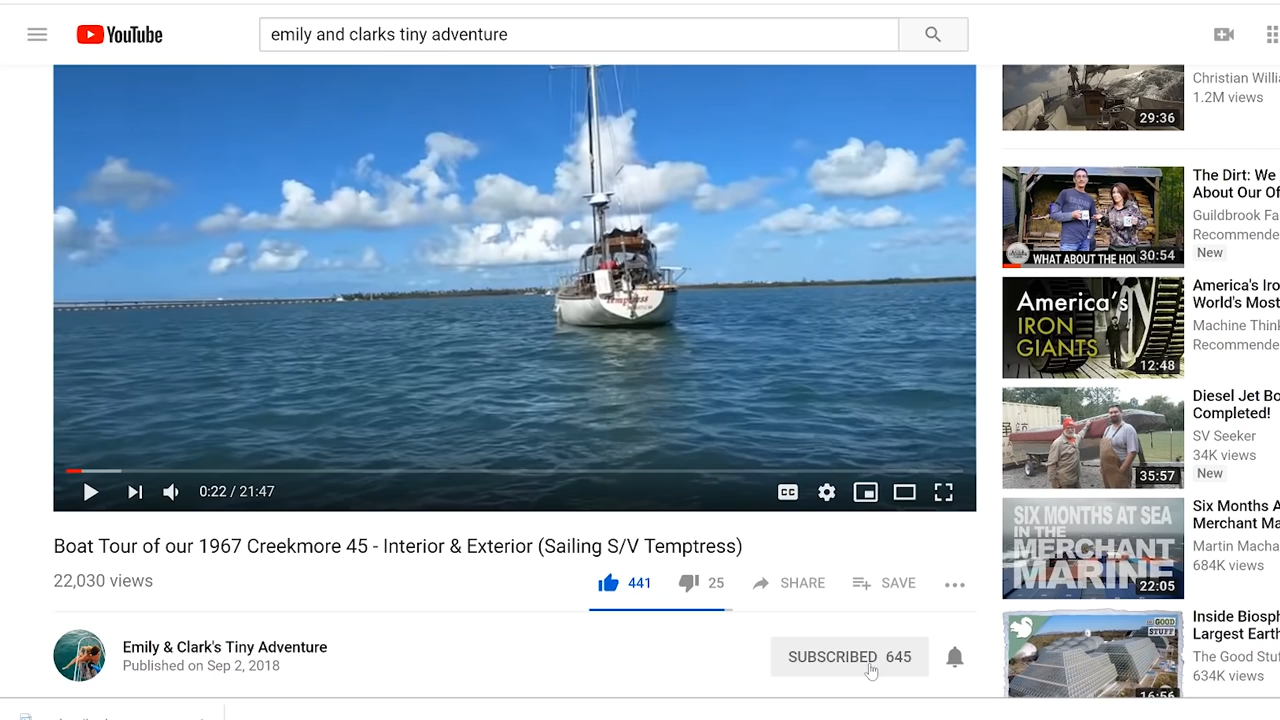 YouTube
emily and clarks tiny adventure
Temptress
0:22 / 21:47
CC
Boat Tour of our 1967 Creekmore 45 - Interior & Exterior (Sailing S/V Temptress)
22,030 views
441
25
SHARE
SAVE
Emily & Clark's Tiny Adventure
Published on Sep 2, 2018
SUBSCRIBED 645
29:36
Christian Willi
1.2M views
WHAT ABOUT THE HO
30:54
The Dirt: We
About Our Of
Guildbrook Fa
Recommende
New
America's
IRON
GIANTS
12:48
America's Iro
World's Most
Machine Think
Recommende
35:57
Diesel Jet Bo
Completed!
SV Seeker
34K views
New
SIX MONTHS AT SEA
IN THE
MERCHANT
MARINE
22:05
Six Months A
Merchant Ma
Martin Macha
684K views
GOOD
STUFF
16:56
Inside Biosph
Largest Earth
The Good Stuf
634K views